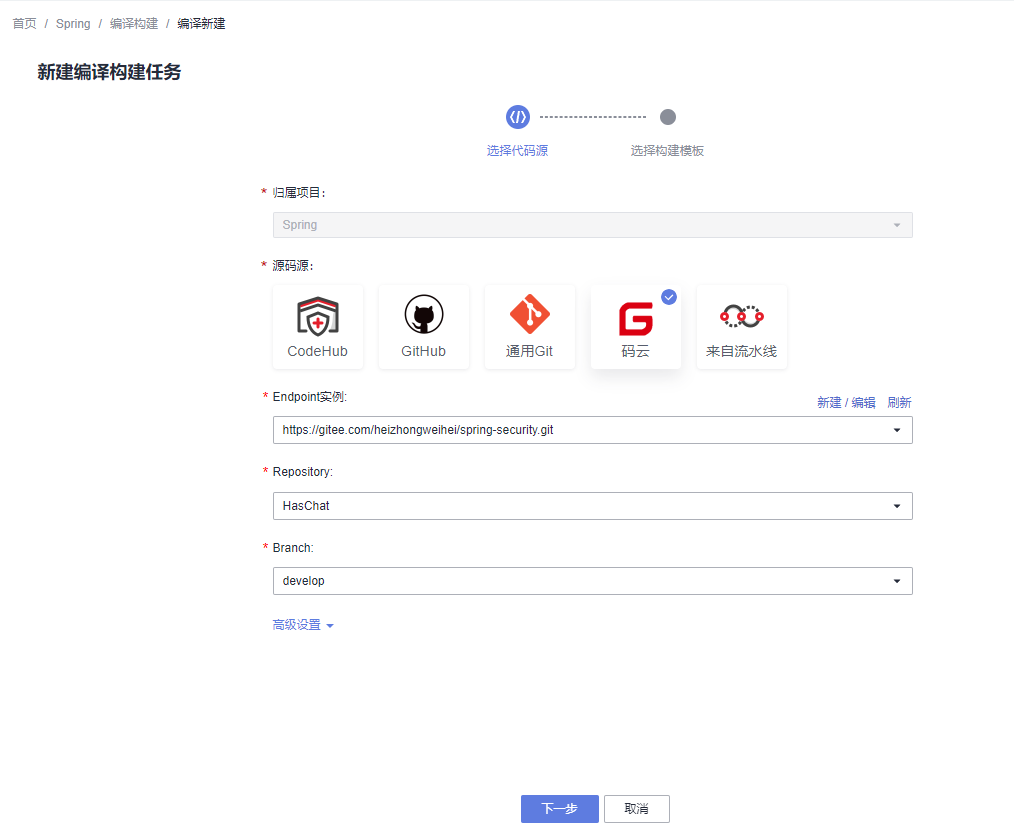 首页 / Spring / 编译构建 / 编译新建
新建编译构建任务
选择代码源 选择构建模板
* 归属项目:
Spring
* 源码源:
CodeHub GitHub 通用Git 码云 来自流水线
* Endpoint实例: 新建 / 编辑 刷新
https://gitee.com/heizhongweihei/spring-security.git
* Repository:
HasChat
* Branch:
develop
高级设置
下一步 取消